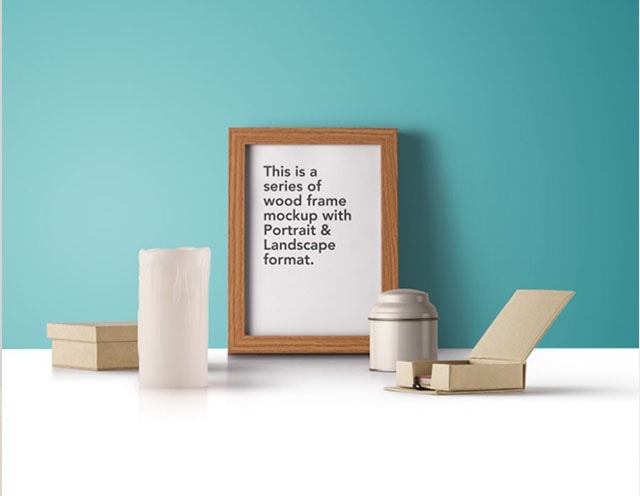 This is a
series of
wood frame
mockup with
Portrait &
Landscape
format.